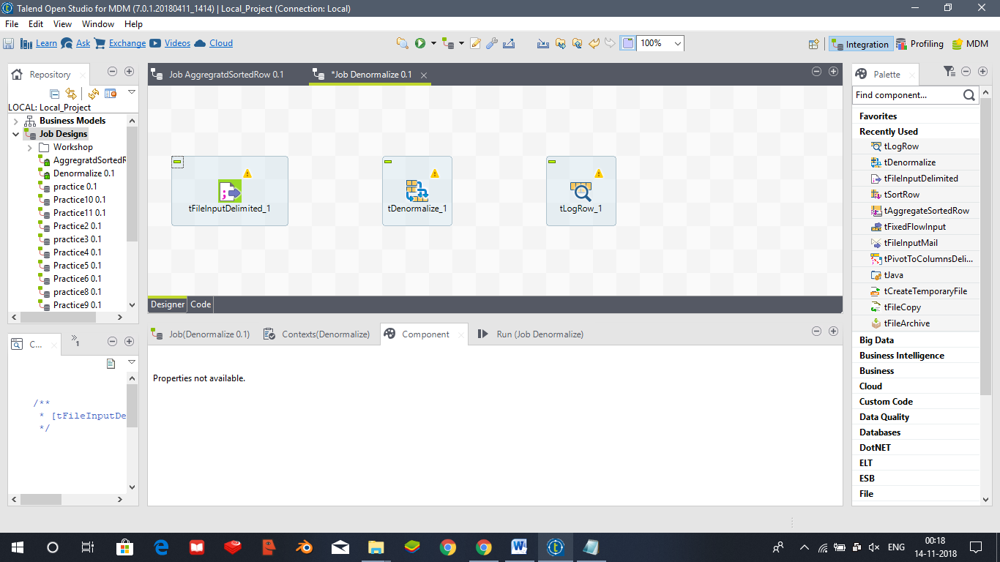 Talend Open Studio for MDM (7.0.1.20180411_1414) | Local_Project (Connection: Local)
File Edit View Window Help
Learn Ask Exchange Videos Cloud 100% Integration Profiling MDM
Repository
LOCAL: Local_Project
Business Models
Job Designs
Workshop
AggregratdSortedR
Denormalize 0.1
practice 0.1
Practice10 0.1
Practice11 0.1
Practice2 0.1
practice3 0.1
Practice4 0.1
Practice5 0.1
Practice6 0.1
practice8 0.1
Practice9 0.1
C...
1
/**
* [tFileInputDe
*/
Job AggregratdSortedRow 0.1 *Job Denormalize 0.1
tFileInputDelimited_1 tDenormalize_1 tLogRow_1
Designer Code
Job(Denormalize 0.1) Contexts(Denormalize) Component Run (Job Denormalize)
Properties not available.
Palette
Find component...
Favorites
Recently Used
tLogRow
tDenormalize
tFileInputDelimited
tSortRow
tAggregateSortedRow
tFixedFlowInput
tFileInputMail
tPivotToColumnsDeli...
tJava
tCreateTemporaryFile
tFileCopy
tFileArchive
Big Data
Business Intelligence
Business
Cloud
Custom Code
Data Quality
Databases
DotNET
ELT
ESB
File
ENG
00:18
14-11-2018